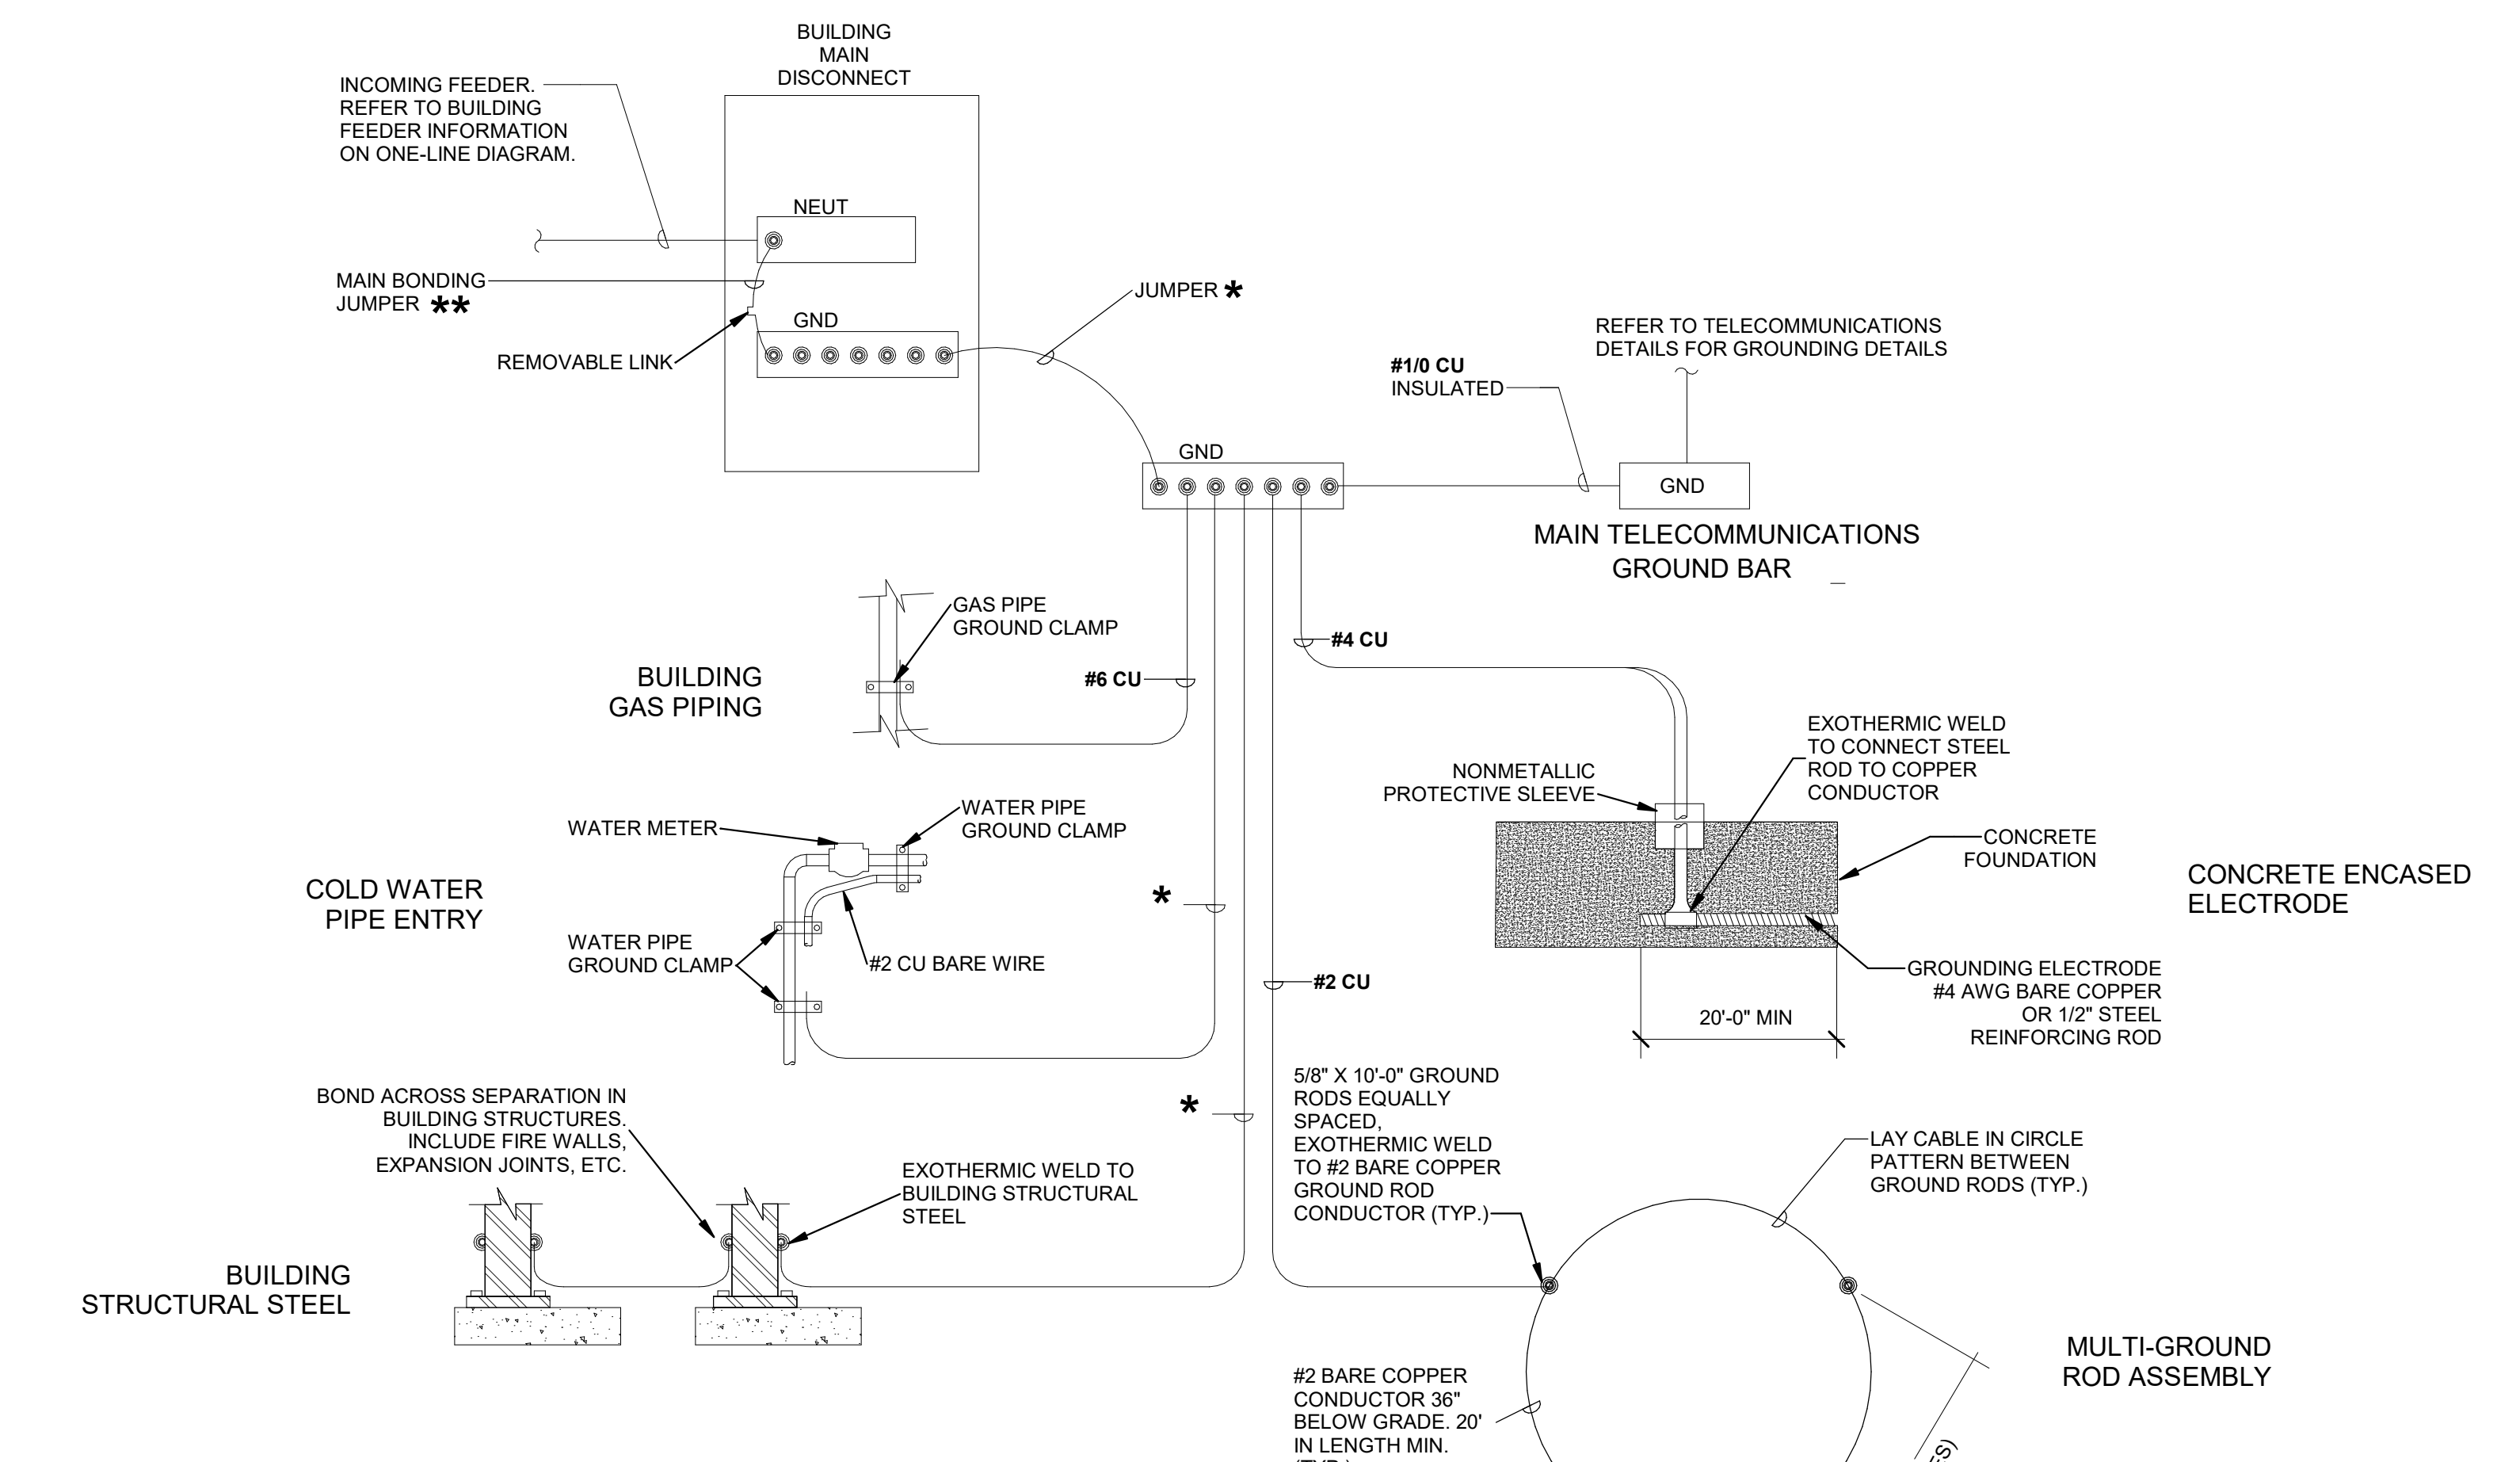 BUILDING
MAIN
DISCONNECT
INCOMING FEEDER.
REFER TO BUILDING
FEEDER INFORMATION
ON ONE-LINE DIAGRAM.
NEUT
MAIN BONDING
JUMPER **
REMOVABLE LINK
GND
JUMPER *
REFER TO TELECOMMUNICATIONS
DETAILS FOR GROUNDING DETAILS
#1/0 CU
INSULATED
GND
GND
MAIN TELECOMMUNICATIONS
GROUND BAR
GAS PIPE
GROUND CLAMP
BUILDING
GAS PIPING
#6 CU
#4 CU
EXOTHERMIC WELD
TO CONNECT STEEL
ROD TO COPPER
CONDUCTOR
NONMETALLIC
PROTECTIVE SLEEVE
CONCRETE
FOUNDATION
CONCRETE ENCASED
ELECTRODE
GROUNDING ELECTRODE
#4 AWG BARE COPPER
OR 1/2" STEEL
REINFORCING ROD
20'-0" MIN
WATER METER
WATER PIPE
GROUND CLAMP
COLD WATER
PIPE ENTRY
WATER PIPE
GROUND CLAMP
#2 CU BARE WIRE
*
#2 CU
*
BOND ACROSS SEPARATION IN
BUILDING STRUCTURES.
INCLUDE FIRE WALLS,
EXPANSION JOINTS, ETC.
EXOTHERMIC WELD TO
BUILDING STRUCTURAL
STEEL
BUILDING
STRUCTURAL STEEL
5/8" X 10'-0" GROUND
RODS EQUALLY
SPACED,
EXOTHERMIC WELD
TO #2 BARE COPPER
GROUND ROD
CONDUCTOR (TYP.)
LAY CABLE IN CIRCLE
PATTERN BETWEEN
GROUND RODS (TYP.)
MULTI-GROUND
ROD ASSEMBLY
#2 BARE COPPER
CONDUCTOR 36"
BELOW GRADE. 20'
IN LENGTH MIN.